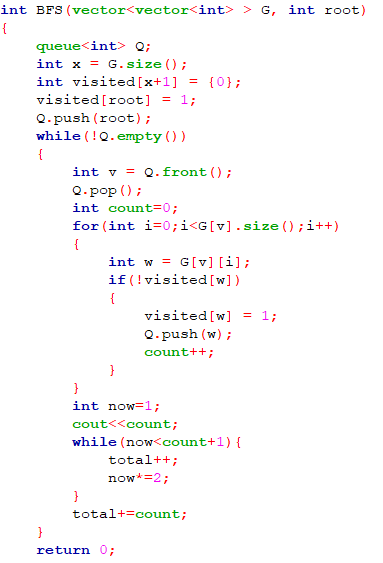 int BFS(vector<vector<int> > G, int root)
{
queue<int> Q;
int x = G.size();
int visited[x+1] = {0};
visited[root] = 1;
Q.push(root);
while(!Q.empty())
{
int v = Q.front();
Q.pop();
int count=0;
for(int i=0;i<G[v].size();i++)
{
int w = G[v][i];
if(!visited[w])
{
visited[w] = 1;
Q.push(w);
count++;
}
}
int now=1;
cout<<count;
while(now<count+1){
total++;
now*=2;
}
total+=count;
}
return 0;